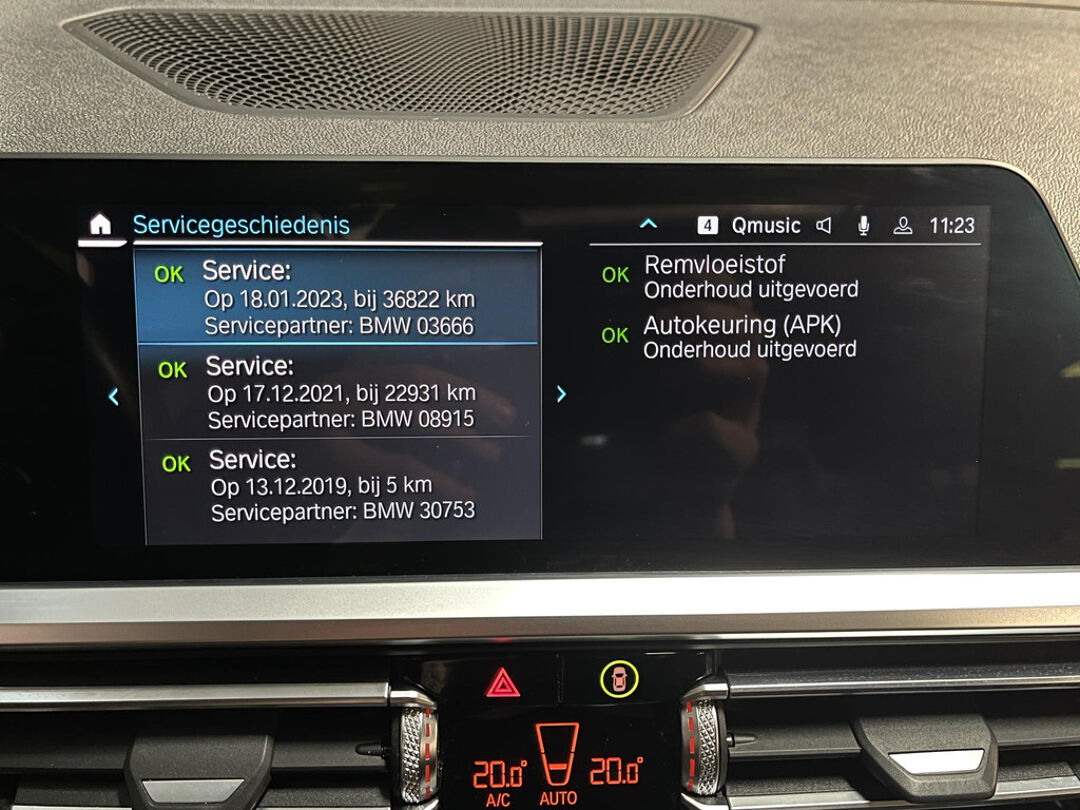 Servicegeschiedenis
4 Qmusic 11:23
OK Service:
Op 18.01.2023, bij 36822 km
Servicepartner: BMW 03666
OK Service:
Op 17.12.2021, bij 22931 km
Servicepartner: BMW 08915
OK Service:
Op 13.12.2019, bij 5 km
Servicepartner: BMW 30753
OK Remvloeistof
Onderhoud uitgevoerd
OK Autokeuring (APK)
Onderhoud uitgevoerd
20.0° 20.0°
A/C AUTO